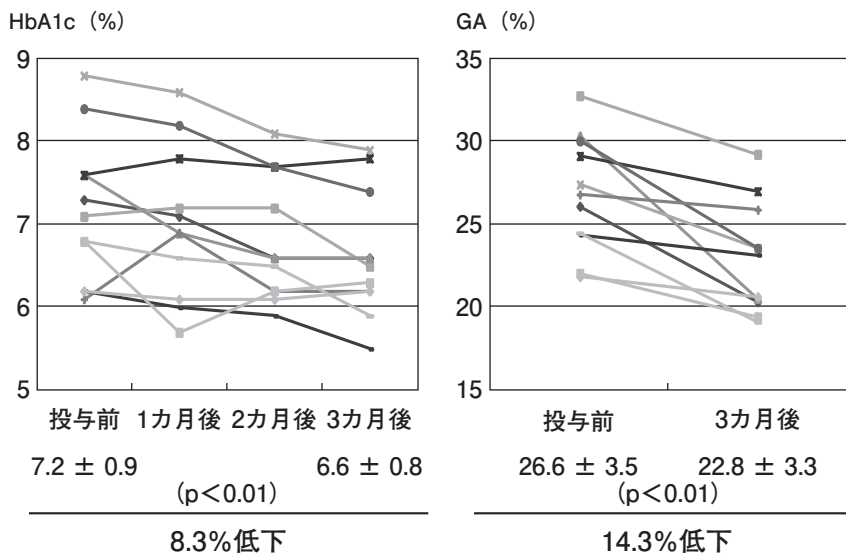 HbA1c（%）
9
8
7
6
5
投与前 1カ月後 2カ月後 3カ月後
7.2 ± 0.9 6.6 ± 0.8
(p＜0.01)
8.3%低下
GA（%）
35
30
25
20
15
投与前 3カ月後
26.6 ± 3.5 22.8 ± 3.3
(p＜0.01)
14.3%低下